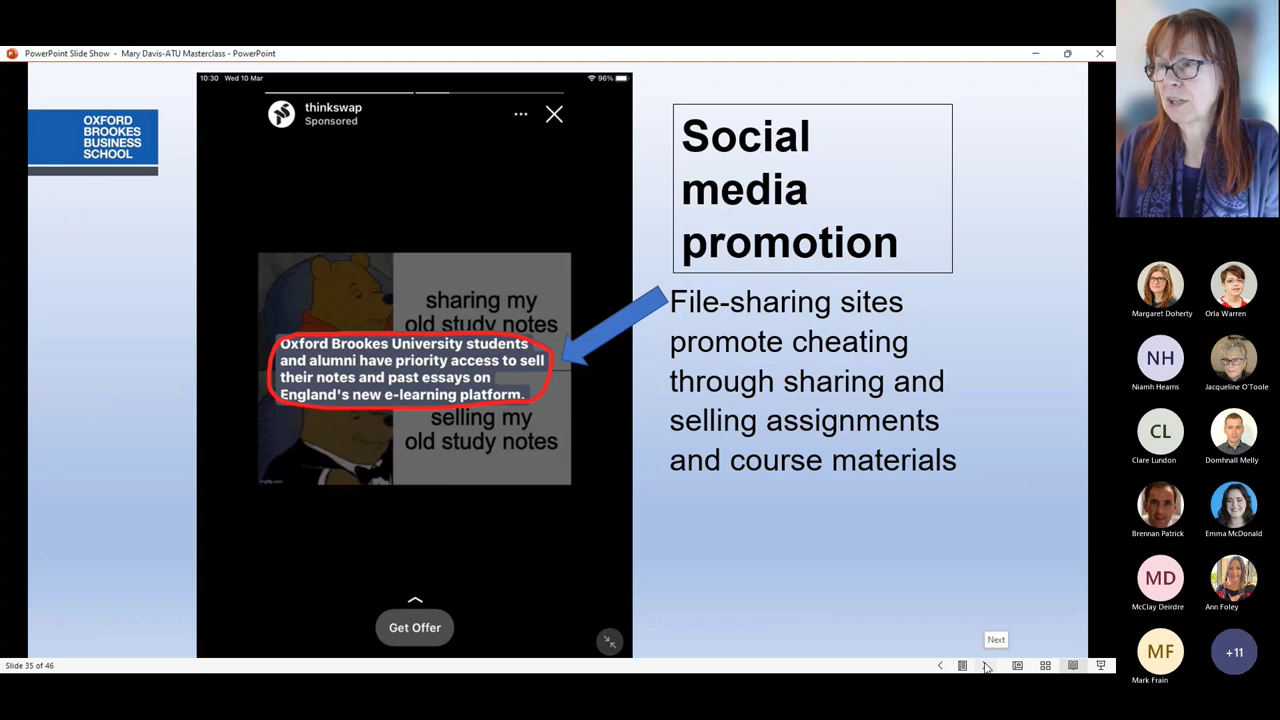 PowerPoint Slide Show - Mary Davis-ATU Masterclass - PowerPoint
OXFORD
BROOKES
BUSINESS
SCHOOL
10:30 Wed 10 Mar
96%
thinkswap
Sponsored
sharing my
old study notes
Oxford Brookes University students
and alumni have priority access to sell
their notes and past essays on
England's new e-learning platform.
selling my
old study notes
imgflip.com
Get Offer
Social
media
promotion
File-sharing sites
promote cheating
through sharing and
selling assignments
and course materials
Next
Slide 35 of 46
Margaret Doherty
Orla Warren
NH
Niamh Hearns
Jacqueline O'Toole
CL
Clare Lundon
Domhnall Melly
Brennan Patrick
Emma McDonald
MD
McClay Deirdre
Ann Foley
MF
Mark Frain
+11